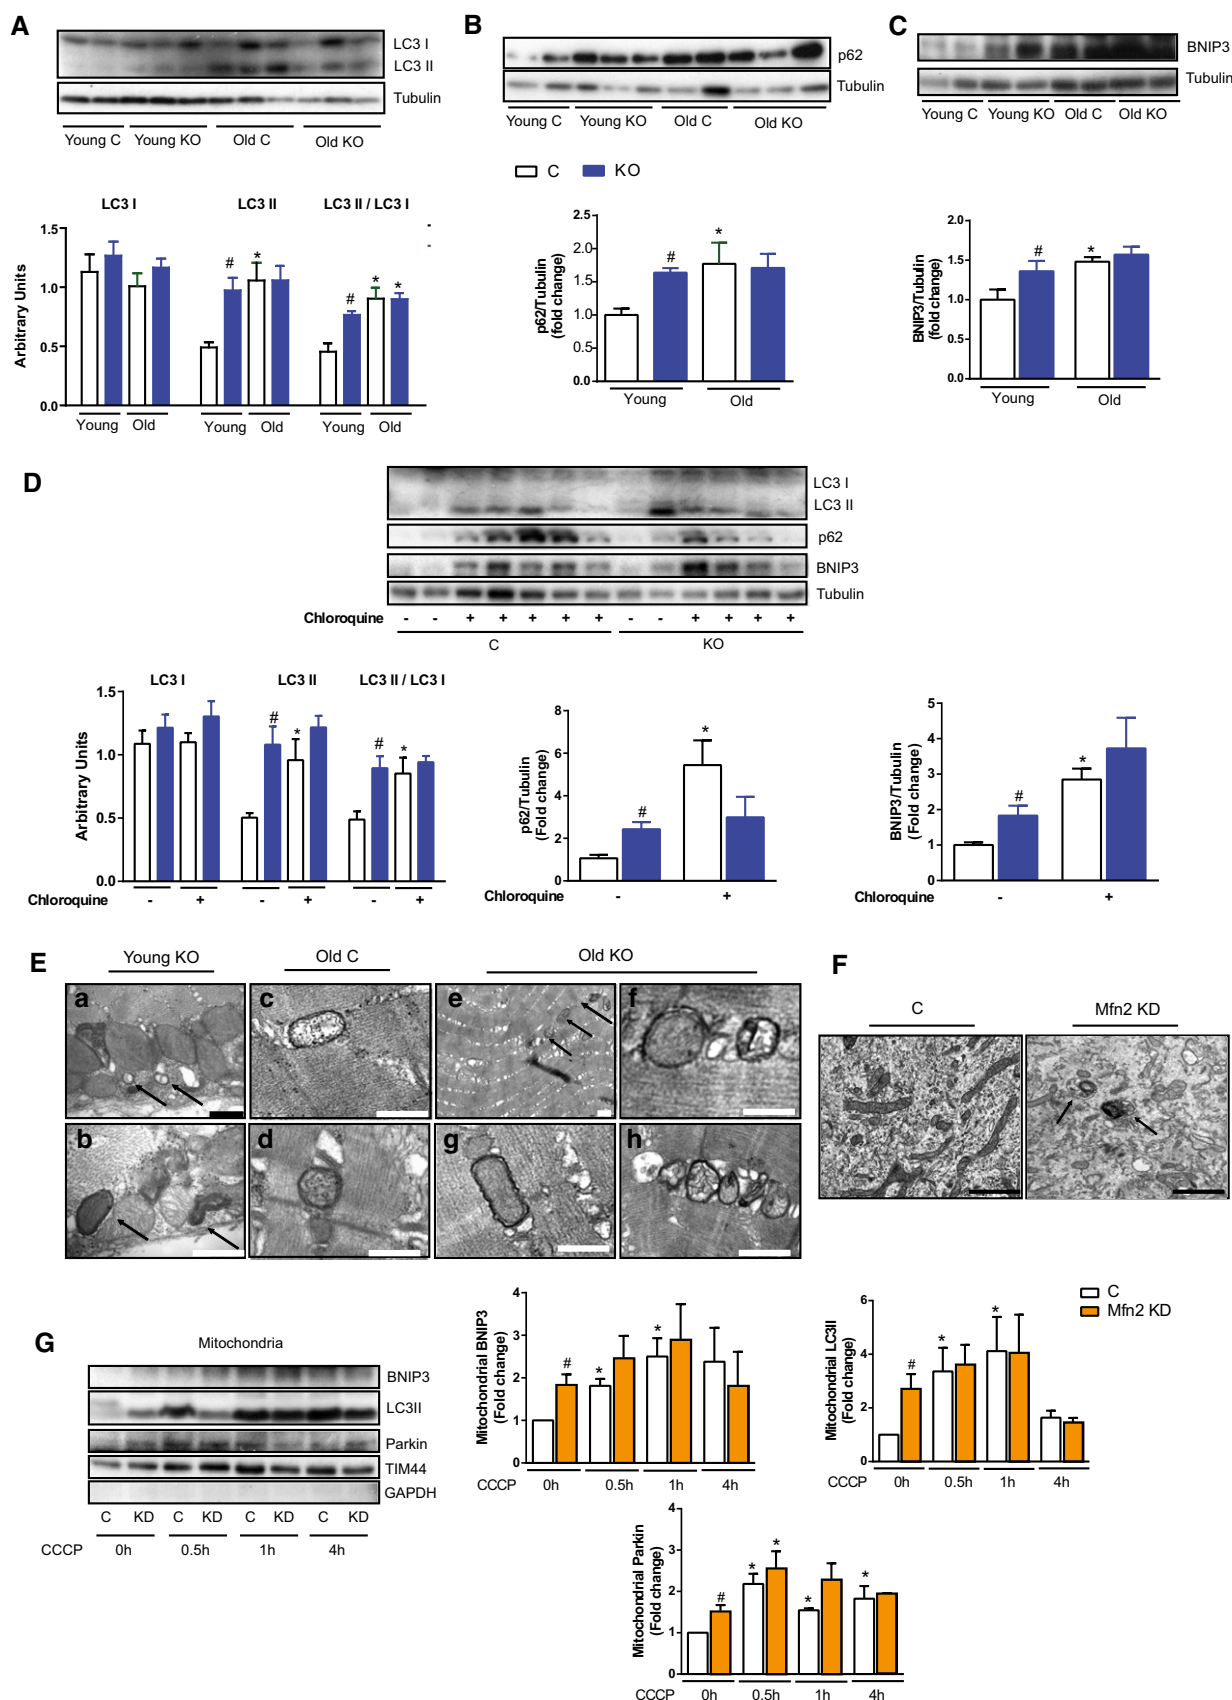 A
LC3 I
LC3 II
Tubulin
Young C
Young KO
Old C
Old KO
LC3 I
LC3 II
LC3 II / LC3 I
Arbitrary Units
1.5
1.0
0.5
0.0
#
*
#
*
*
Young
Old
Young
Old
Young
Old
B
p62
Tubulin
Young C
Young KO
Old C
Old KO
C
KO
p62/Tubulin
(fold change)
2.5
2.0
1.5
1.0
0.5
0.0
#
*
Young
Old
C
BNIP3
Tubulin
Young C
Young KO
Old C
Old KO
BNIP3/Tubulin
(fold change)
2.0
1.5
1.0
0.5
0.0
#
*
Young
Old
D
LC3 I
LC3 II
p62
BNIP3
Tubulin
Chloroquine - - + + + + + - - + + + +
C
KO
LC3 I
LC3 II
LC3 II / LC3 I
Arbitrary Units
1.5
1.0
0.5
0.0
#
*
#
*
Chloroquine - + - + - +
p62/Tubulin
(Fold change)
8
6
4
2
0
#
*
Chloroquine - +
BNIP3/Tubulin
(Fold change)
5
4
3
2
1
0
#
*
Chloroquine - +
E
Young KO
Old C
Old KO
a
c
e
f
b
d
g
h
F
C
Mfn2 KD
G
Mitochondria
BNIP3
LC3II
Parkin
TIM44
GAPDH
C KD C KD C KD C KD
CCCP 0h 0.5h 1h 4h
Mitochondrial BNIP3
(Fold change)
4
3
2
1
0
#
*
*
CCCP 0h 0.5h 1h 4h
C
Mfn2 KD
Mitochondrial LC3II
(Fold change)
6
4
2
0
#
*
*
CCCP 0h 0.5h 1h 4h
Mitochondrial Parkin
(Fold change)
4
3
2
1
0
#
*
*
*
*
CCCP 0h 0.5h 1h 4h